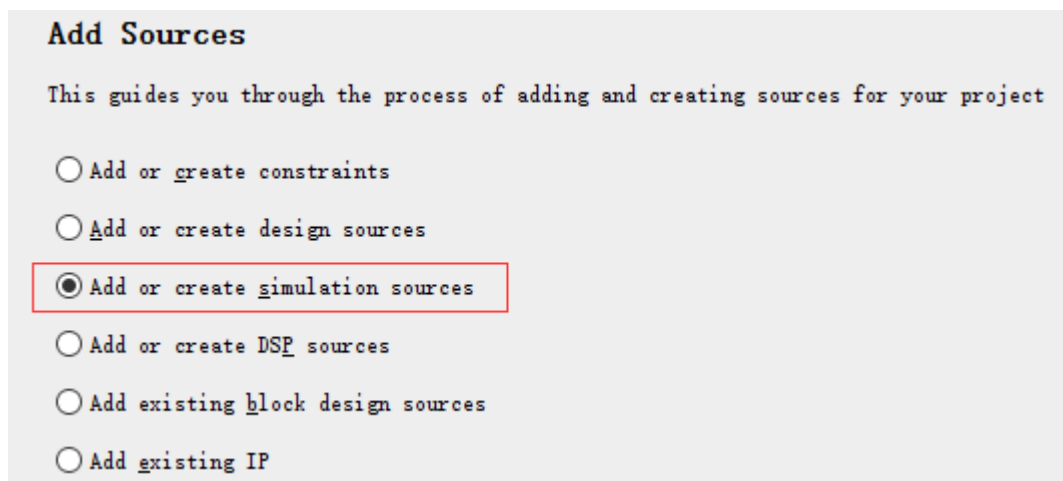 Add Sources
This guides you through the process of adding and creating sources for your project
Add or create constraints
Add or create design sources
Add or create simulation sources
Add or create DSP sources
Add existing block design sources
Add existing IP